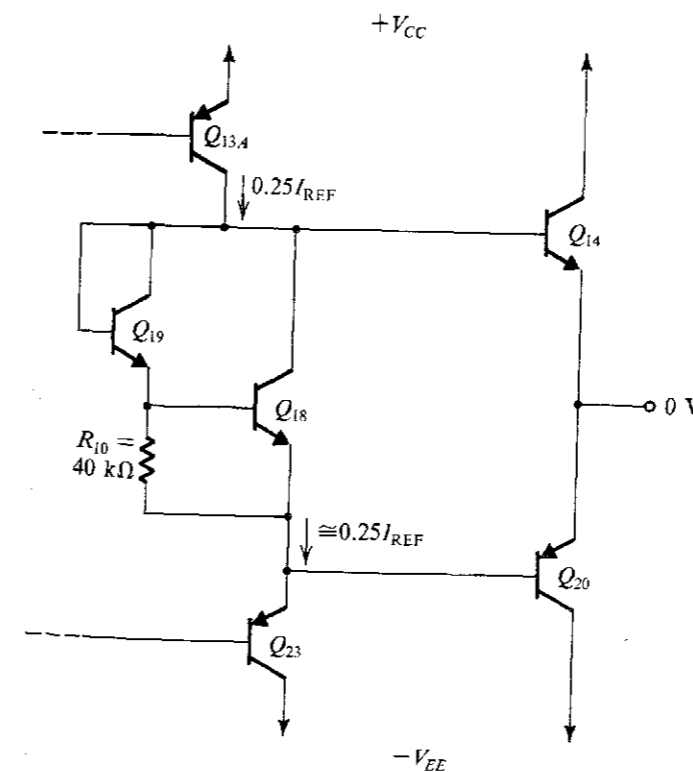 +V_CC
Q_13A
0.25I_REF
Q_14
Q_19
Q_18
0 V
R_10 =
40 kΩ
≅0.25I_REF
Q_20
Q_23
−V_EE